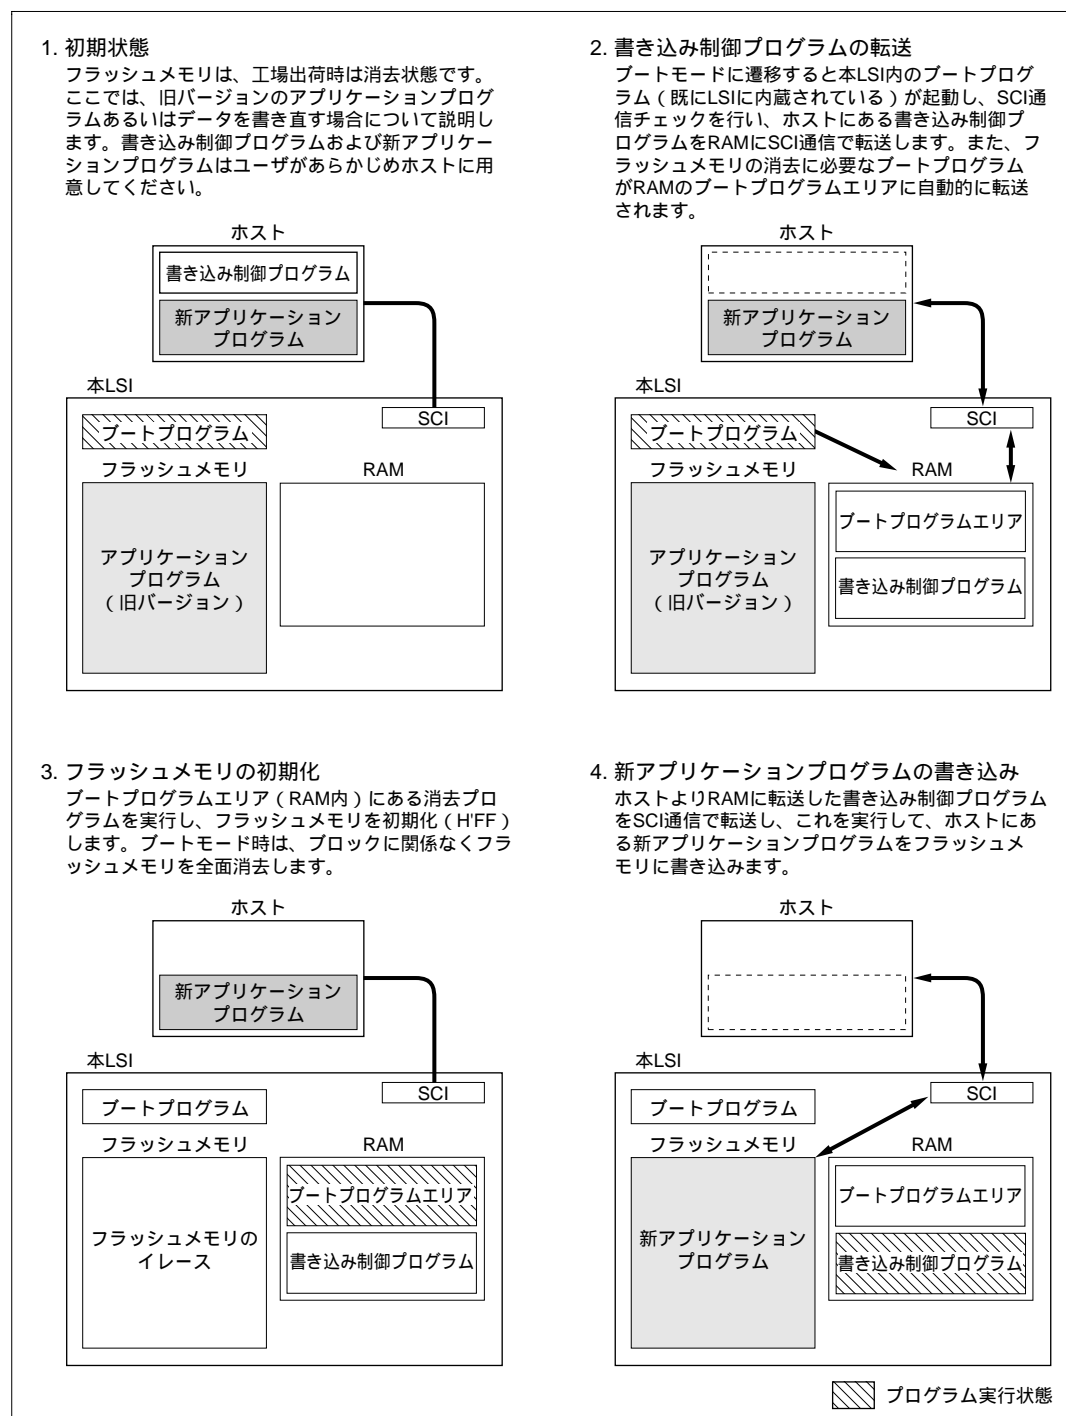 1. 初期状態
フラッシュメモリは、工場出荷時は消去状態です。
ここでは、旧バージョンのアプリケーションプログ
ラムあるいはデータを書き直す場合について説明し
ます。書き込み制御プログラムおよび新アプリケー
ションプログラムはユーザがあらかじめホストに用
意してください。
ホスト
書き込み制御プログラム
新アプリケーション
プログラム
本LSI
SCI
ブートプログラム
フラッシュメモリ
RAM
アプリケーション
プログラム
(旧バージョン)
2. 書き込み制御プログラムの転送
ブートモードに遷移すると本LSI内のブートプログ
ラム(既にLSIに内蔵されている)が起動し、SCI通
信チェックを行い、ホストにある書き込み制御プ
ログラムをRAMにSCI通信で転送します。また、フ
ラッシュメモリの消去に必要なブートプログラム
がRAMのブートプログラムエリアに自動的に転送
されます。
ホスト
新アプリケーション
プログラム
本LSI
SCI
ブートプログラム
フラッシュメモリ
RAM
アプリケーション
プログラム
(旧バージョン)
ブートプログラムエリア
書き込み制御プログラム
3. フラッシュメモリの初期化
ブートプログラムエリア(RAM内)にある消去プロ
グラムを実行し、フラッシュメモリを初期化(H'FF)
します。ブートモード時は、ブロックに関係なくフラ
ッシュメモリを全面消去します。
ホスト
新アプリケーション
プログラム
本LSI
SCI
ブートプログラム
フラッシュメモリ
RAM
フラッシュメモリの
イレース
ブートプログラムエリア
書き込み制御プログラム
4. 新アプリケーションプログラムの書き込み
ホストよりRAMに転送した書き込み制御プログラム
をSCI通信で転送し、これを実行して、ホストにあ
る新アプリケーションプログラムをフラッシュメ
モリに書き込みます。
ホスト
本LSI
SCI
ブートプログラム
フラッシュメモリ
RAM
新アプリケーション
プログラム
ブートプログラムエリア
書き込み制御プログラム
プログラム実行状態